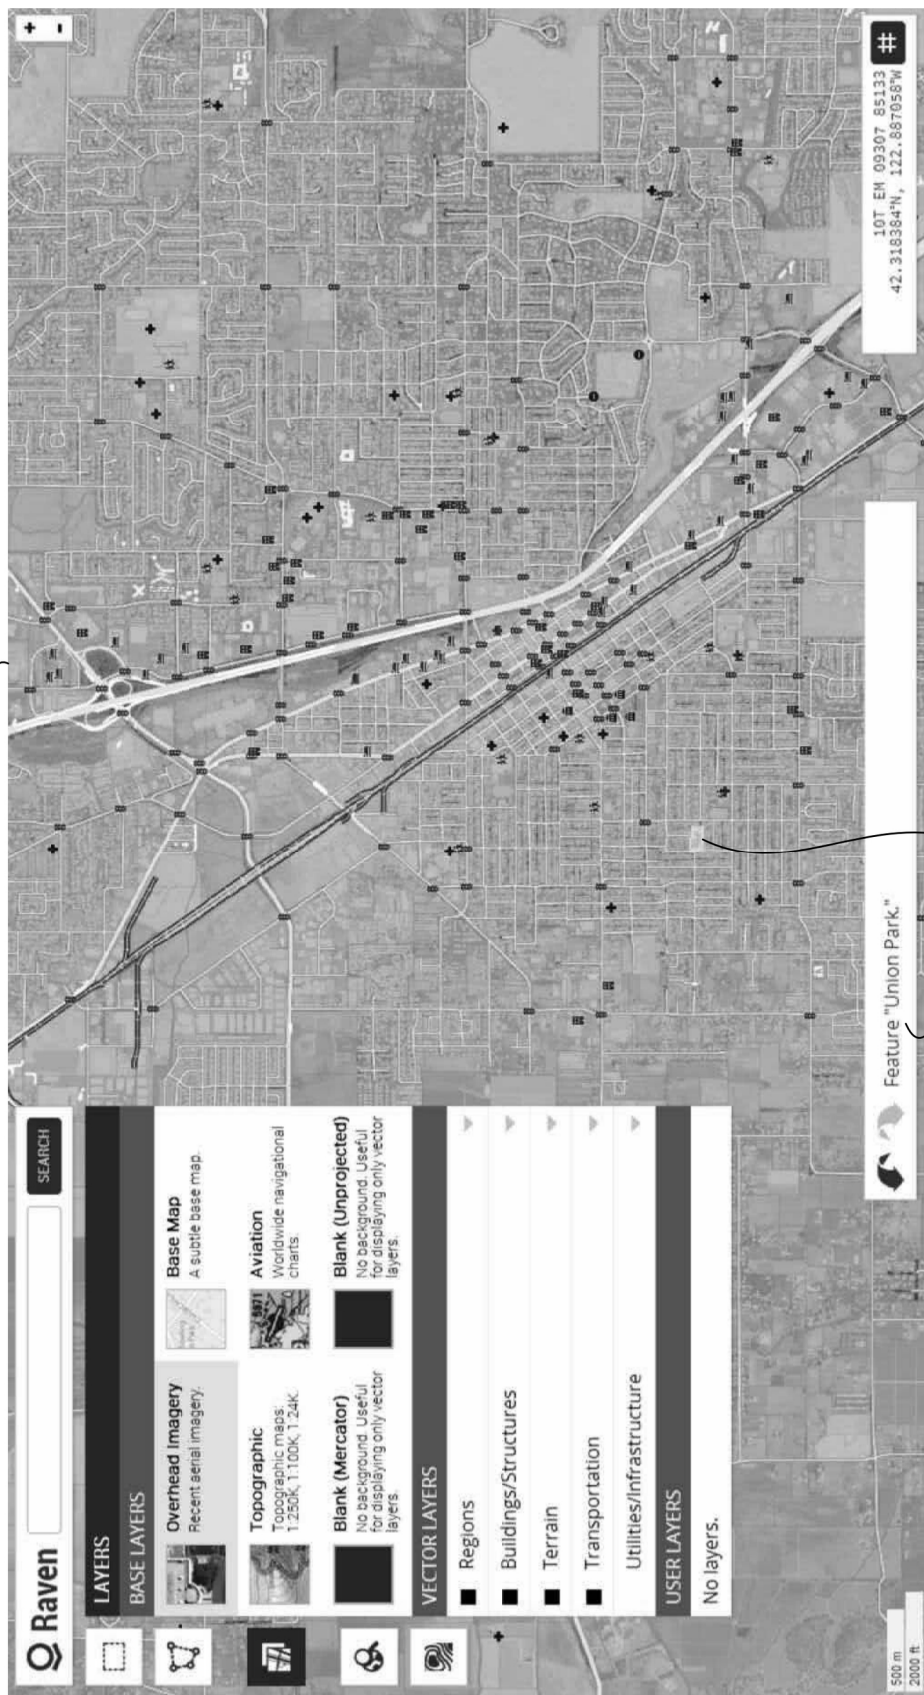 Raven
SEARCH
LAYERS
BASE LAYERS
Overhead Imagery
Recent aerial imagery.
Base Map
A subtle base map.
Topographic
Topographic maps:
1:250K, 1:100K, 1:24K.
Aviation
Worldwide navigational
charts.
5971
Blank (Mercator)
No background. Useful
for displaying only vector
layers.
Blank (Unprojected)
No background. Useful
for displaying only vector
layers.
VECTOR LAYERS
Regions
Buildings/Structures
Terrain
Transportation
Utilities/Infrastructure
USER LAYERS
No layers.
500 m
2000 ft
Feature "Union Park."
+
-
#
10T EM 09307 85133
42.318384°N, 122.887058°W